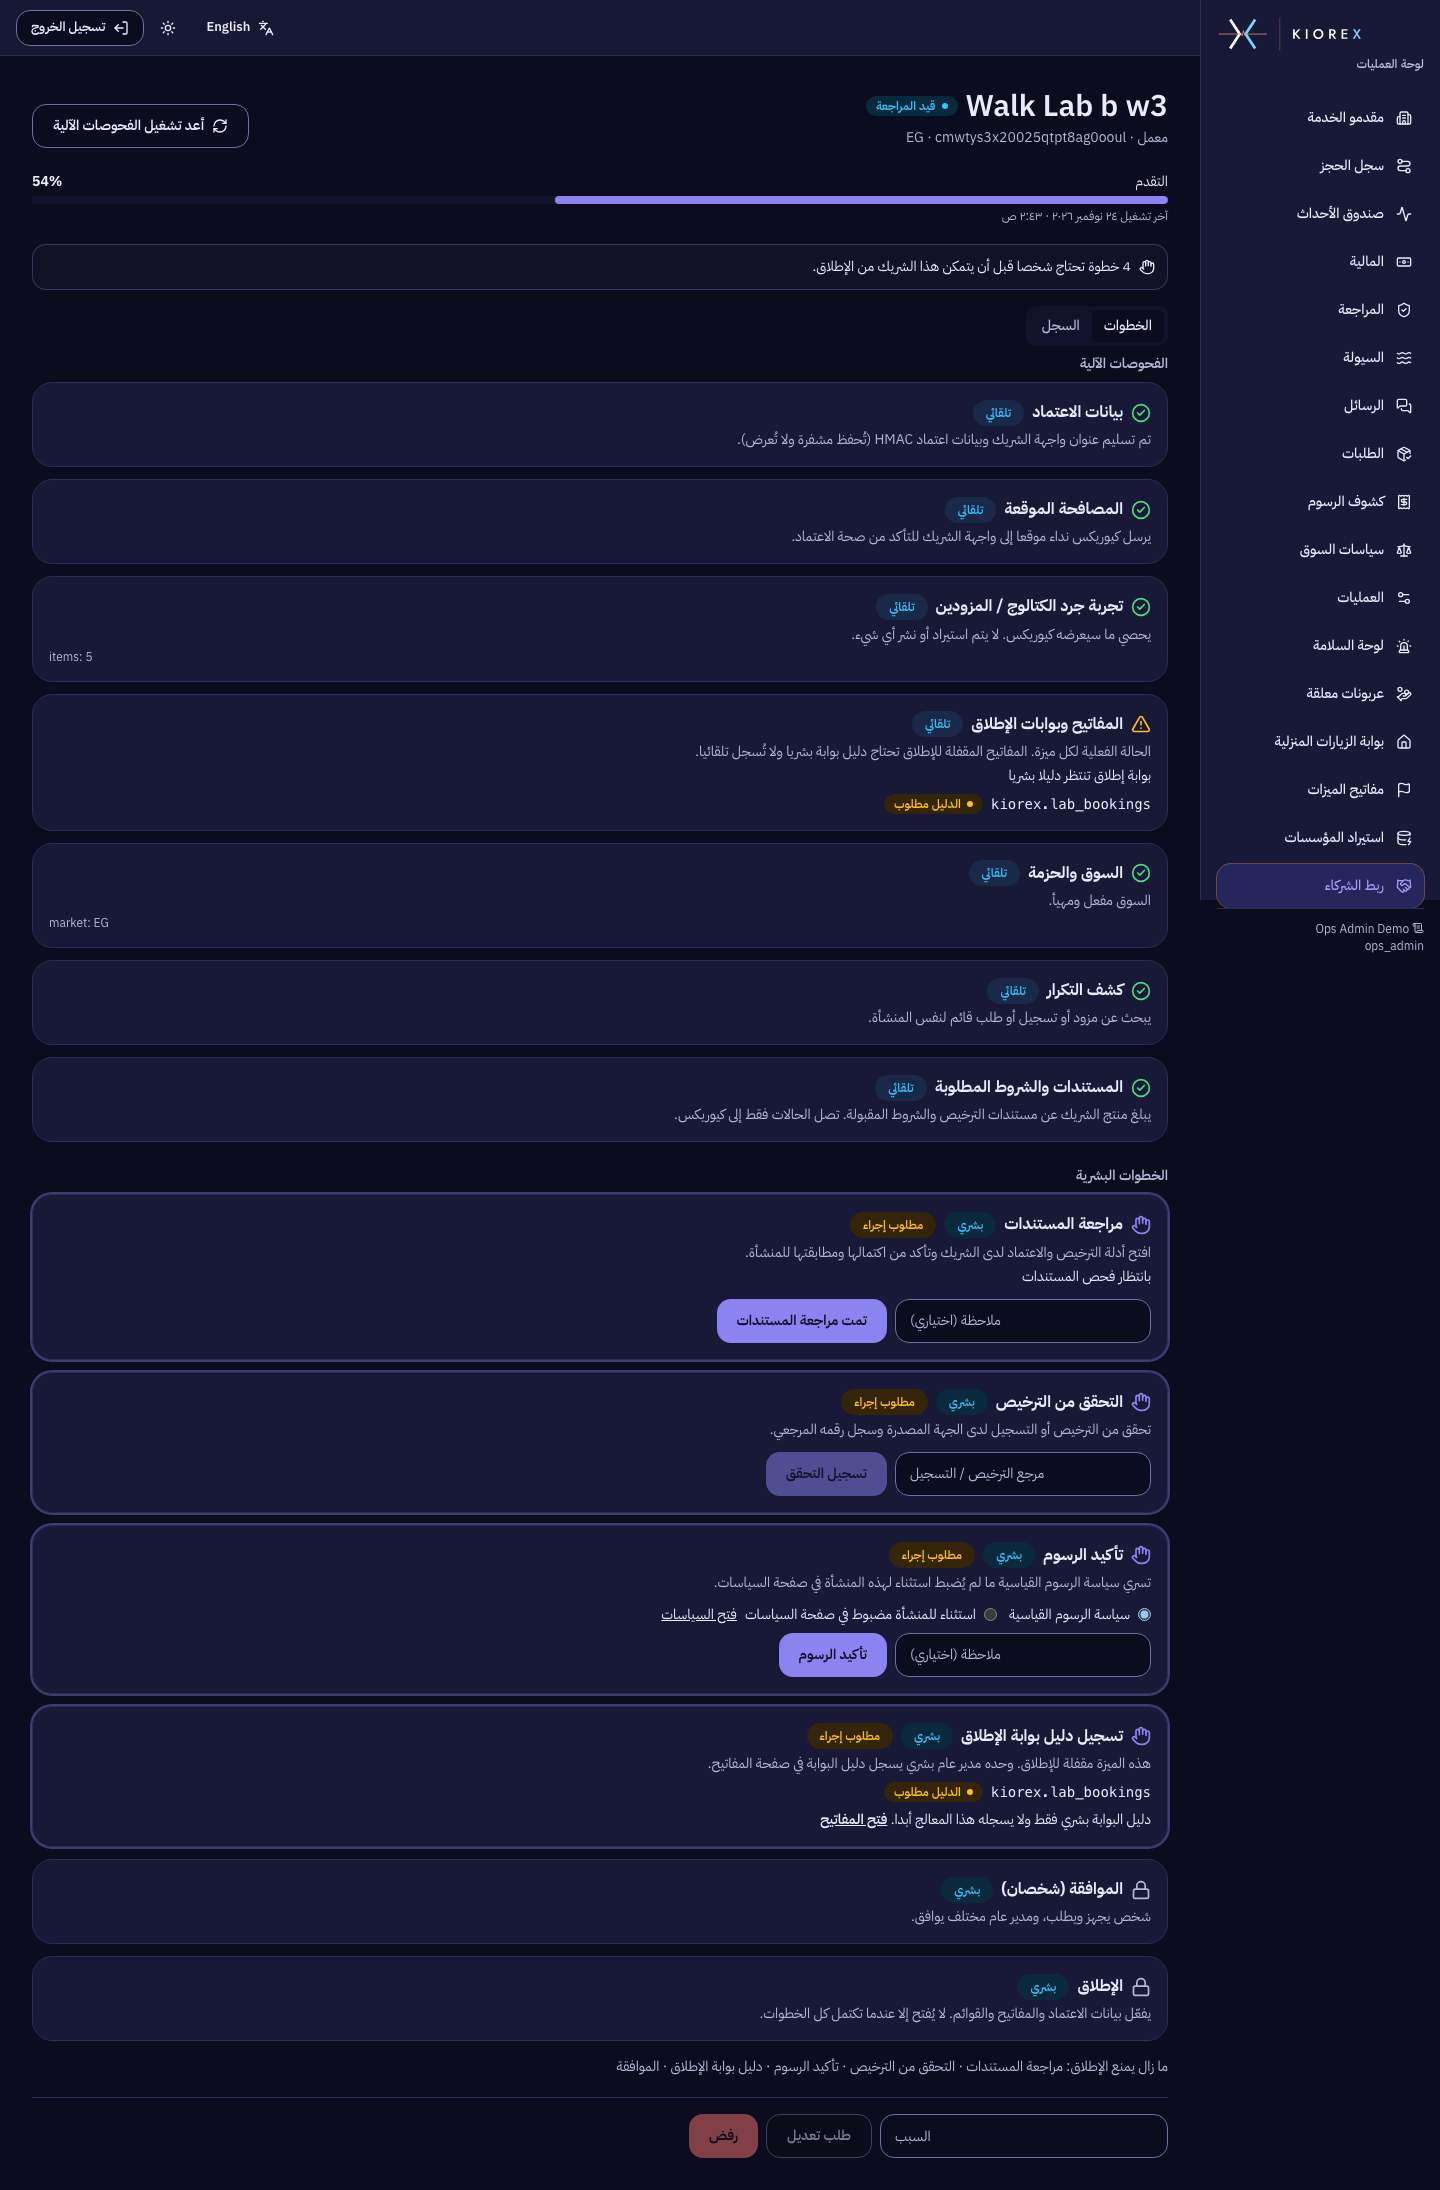 KIOREX
لوحة العمليات
مقدمو الخدمة
سجل الحجز
صندوق الأحداث
المالية
المراجعة
السيولة
الرسائل
الطلبات
كشوف الرسوم
سياسات السوق
العمليات
لوحة السلامة
عربونات معلقة
بوابة الزيارات المنزلية
مفاتيح الميزات
استيراد المؤسسات
ربط الشركاء
Ops Admin Demo
ops_admin
English
تسجيل الخروج
Walk Lab b w3 قيد المراجعة
معمل · EG · cmwtys3x20025qtpt8ag0ooul
أعد تشغيل الفحوصات الآلية
التقدم 54%
آخر تشغيل ٢٤ نوفمبر ٢٠٢٦ · ٢:٤٣ ص
4 خطوة تحتاج شخصا قبل أن يتمكن هذا الشريك من الإطلاق.
الخطوات السجل
الفحوصات الآلية
بيانات الاعتماد تلقائي
تم تسليم عنوان واجهة الشريك وبيانات اعتماد HMAC (تُحفظ مشفرة ولا تُعرض).
المصافحة الموقعة تلقائي
يرسل كيوريكس نداء موقعا إلى واجهة الشريك للتأكد من صحة الاعتماد.
تجربة جرد الكتالوج / المزودين تلقائي
يحصي ما سيعرضه كيوريكس. لا يتم استيراد أو نشر أي شيء.
items: 5
المفاتيح وبوابات الإطلاق تلقائي
الحالة الفعلية لكل ميزة. المفاتيح المقفلة للإطلاق تحتاج دليل بوابة بشريا ولا تُسجل تلقائيا.
بوابة إطلاق تنتظر دليلا بشريا
kiorex.lab_bookings الدليل مطلوب
السوق والحزمة تلقائي
السوق مفعل ومهيأ.
market: EG
كشف التكرار تلقائي
يبحث عن مزود أو تسجيل أو طلب قائم لنفس المنشأة.
المستندات والشروط المطلوبة تلقائي
يبلغ منتج الشريك عن مستندات الترخيص والشروط المقبولة. تصل الحالات فقط إلى كيوريكس.
الخطوات البشرية
مراجعة المستندات بشري مطلوب إجراء
افتح أدلة الترخيص والاعتماد لدى الشريك وتأكد من اكتمالها ومطابقتها للمنشأة.
بانتظار فحص المستندات
ملاحظة (اختياري) تمت مراجعة المستندات
التحقق من الترخيص بشري مطلوب إجراء
تحقق من الترخيص أو التسجيل لدى الجهة المصدرة وسجل رقمه المرجعي.
مرجع الترخيص / التسجيل تسجيل التحقق
تأكيد الرسوم بشري مطلوب إجراء
تسري سياسة الرسوم القياسية ما لم يُضبط استثناء لهذه المنشأة في صفحة السياسات.
سياسة الرسوم القياسية استثناء للمنشأة مضبوط في صفحة السياسات فتح السياسات
ملاحظة (اختياري) تأكيد الرسوم
تسجيل دليل بوابة الإطلاق بشري مطلوب إجراء
هذه الميزة مقفلة للإطلاق. وحده مدير عام بشري يسجل دليل البوابة في صفحة المفاتيح.
kiorex.lab_bookings الدليل مطلوب
دليل البوابة بشري فقط ولا يسجله هذا المعالج أبدا. فتح المفاتيح
الموافقة (شخصان) بشري
شخص يجهز ويطلب، ومدير عام مختلف يوافق.
الإطلاق بشري
يفعّل بيانات الاعتماد والمفاتيح والقوائم. لا يُفتح إلا عندما تكتمل كل الخطوات.
ما زال يمنع الإطلاق: مراجعة المستندات · التحقق من الترخيص · تأكيد الرسوم · دليل بوابة الإطلاق · الموافقة
السبب طلب تعديل رفض